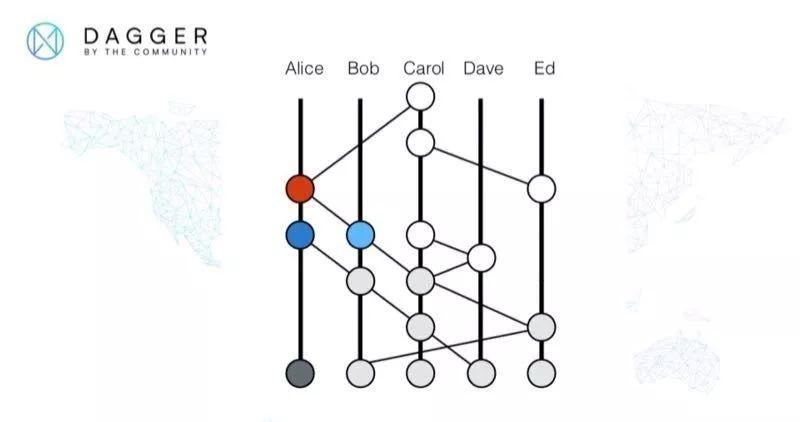 DAGGER
BY THE COMMUNITY
Alice Bob Carol Dave Ed